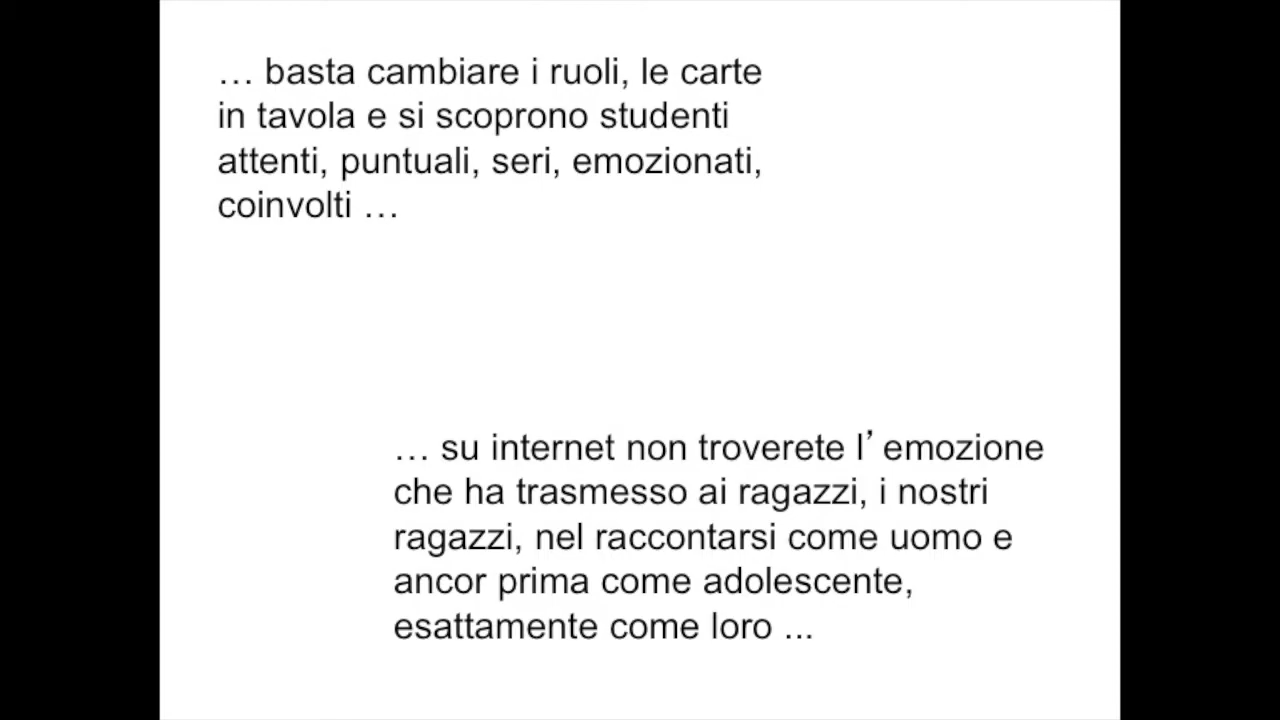 … basta cambiare i ruoli, le carte
in tavola e si scoprono studenti
attenti, puntuali, seri, emozionati,
coinvolti …
… su internet non troverete l’ emozione
che ha trasmesso ai ragazzi, i nostri
ragazzi, nel raccontarsi come uomo e
ancor prima come adolescente,
esattamente come loro ...